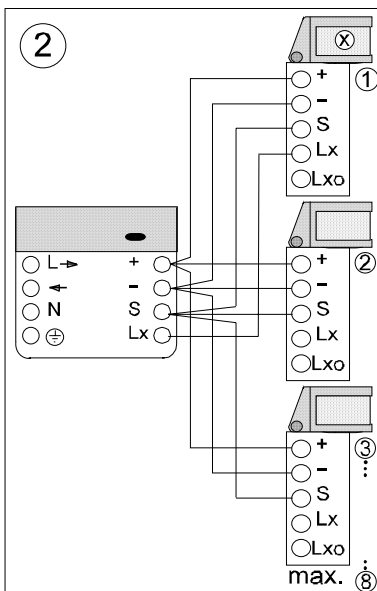 ②
ⓧ
①
+
-
S
Lx
Lxo
L→ +
← -
N S
⏚ Lx
②
+
-
S
Lx
Lxo
③
+
-
S
Lx
Lxo
max. ⑧